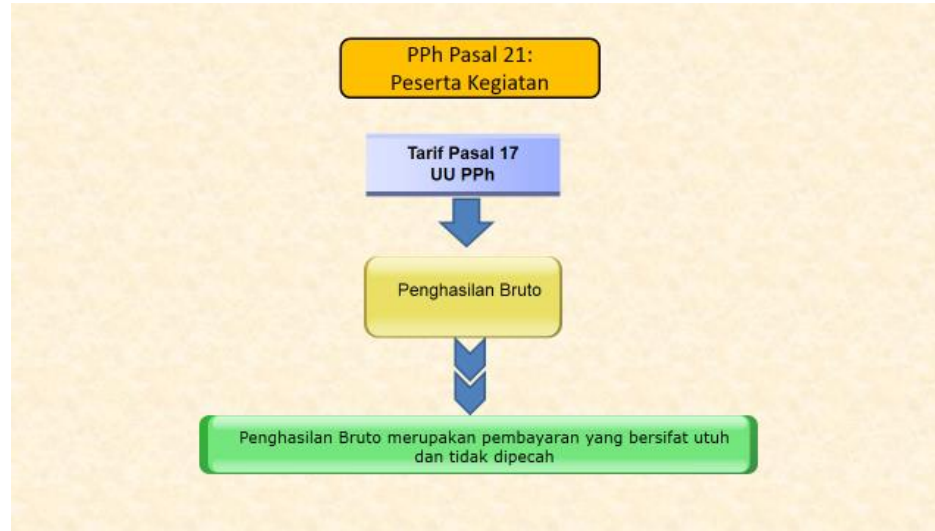 PPh Pasal 21:
Peserta Kegiatan
Tarif Pasal 17
UU PPh
Penghasilan Bruto
Penghasilan Bruto merupakan pembayaran yang bersifat utuh
dan tidak dipecah